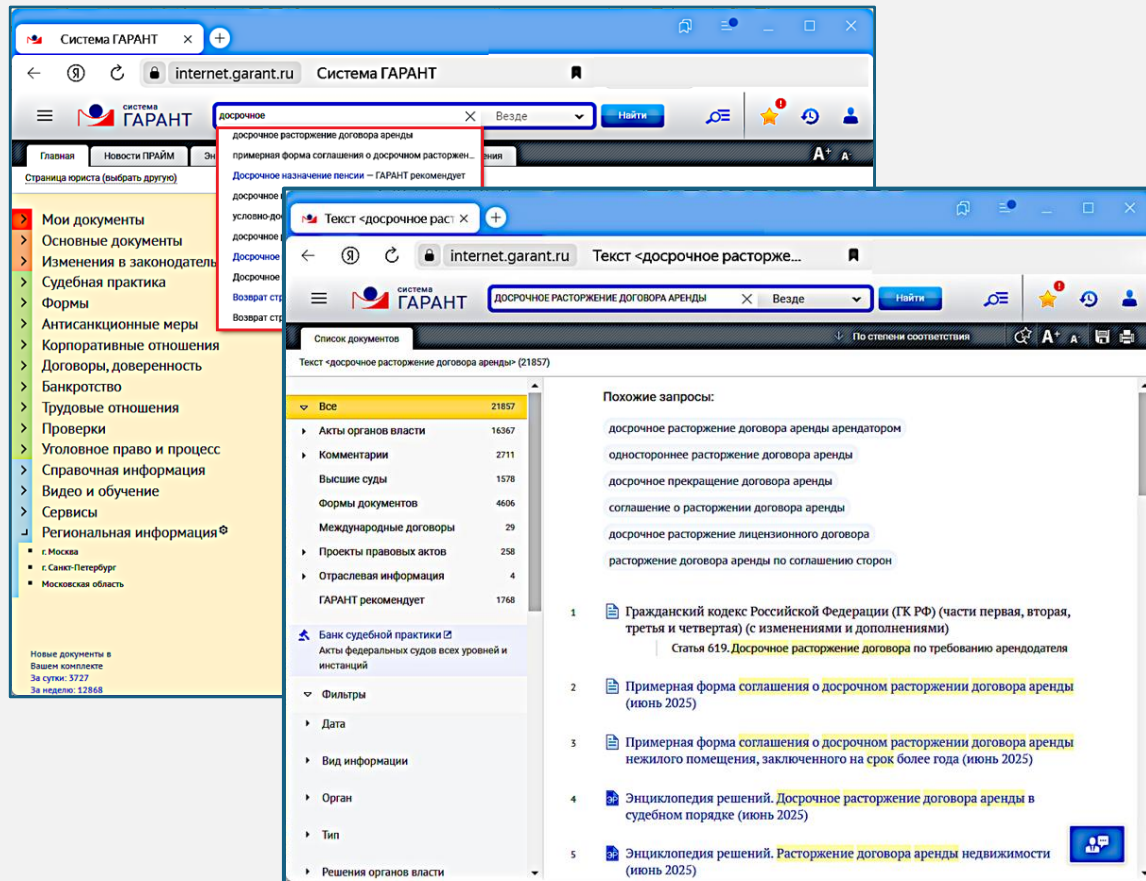 Система ГАРАНТ
internet.garant.ru Система ГАРАНТ
система
ГАРАНТ
досрочное
Везде
Найти
Главная
Новости ПРАЙМ
A+ A-
Страница юриста (выбрать другую)
досрочное расторжение договора аренды
примерная форма соглашения о досрочном расторжен...
Досрочное назначение пенсии — ГАРАНТ рекомендует
досрочное
условно-до
досрочное
Досрочное
Досрочное
Возврат стр
Возврат стр
Мои документы
Основные документы
Изменения в законодатель
Судебная практика
Формы
Антисанкционные меры
Корпоративные отношения
Договоры, доверенность
Банкротство
Трудовые отношения
Проверки
Уголовное право и процесс
Справочная информация
Видео и обучение
Сервисы
Региональная информация
г. Москва
г. Санкт-Петербург
Московская область
Новые документы в
Вашем комплекте
За сутки: 3727
За неделю: 12868
Текст <досрочное раст
internet.garant.ru Текст <досрочное расторже...
система
ГАРАНТ
ДОСРОЧНОЕ РАСТОРЖЕНИЕ ДОГОВОРА АРЕНДЫ
Везде
Найти
Список документов
По степени соответствия
A+ A-
Текст <досрочное расторжение договора аренды> (21857)
Все 21857
Акты органов власти 16367
Комментарии 2711
Высшие суды 1578
Формы документов 4606
Международные договоры 29
Проекты правовых актов 258
Отраслевая информация 4
ГАРАНТ рекомендует 1768
Банк судебной практики
Акты федеральных судов всех уровней и
инстанций
Фильтры
Дата
Вид информации
Орган
Тип
Решения органов власти
Похожие запросы:
досрочное расторжение договора аренды арендатором
одностороннее расторжение договора аренды
досрочное прекращение договора аренды
соглашение о расторжении договора аренды
досрочное расторжение лицензионного договора
расторжение договора аренды по соглашению сторон
1 Гражданский кодекс Российской Федерации (ГК РФ) (части первая, вторая,
третья и четвертая) (с изменениями и дополнениями)
Статья 619. Досрочное расторжение договора по требованию арендодателя
2 Примерная форма соглашения о досрочном расторжении договора аренды
(июнь 2025)
3 Примерная форма соглашения о досрочном расторжении договора аренды
нежилого помещения, заключенного на срок более года (июнь 2025)
4 Энциклопедия решений. Досрочное расторжение договора аренды в
судебном порядке (июнь 2025)
5 Энциклопедия решений. Расторжение договора аренды недвижимости
(июнь 2025)